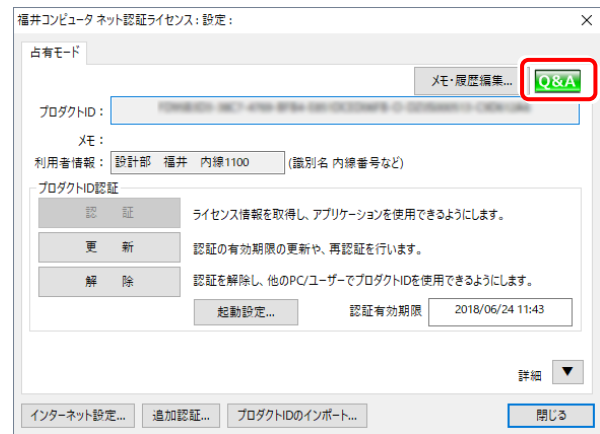 福井コンピュータ ネット認証ライセンス : 設定 :
占有モード
メモ・履歴編集... Q&A
プロダクトID :
メモ :
利用者情報 : 設計部 福井 内線1100 (識別名 内線番号など)
プロダクトID認証
認 証 ライセンス情報を取得し、アプリケーションを使用できるようにします。
更 新 認証の有効期限の更新や、再認証を行います。
解 除 認証を解除し、他のPC/ユーザーでプロダクトIDを使用できるようにします。
起動設定... 認証有効期限 2018/06/24 11:43
詳細 ▼
インターネット設定... 追加認証... プロダクトIDのインポート... 閉じる